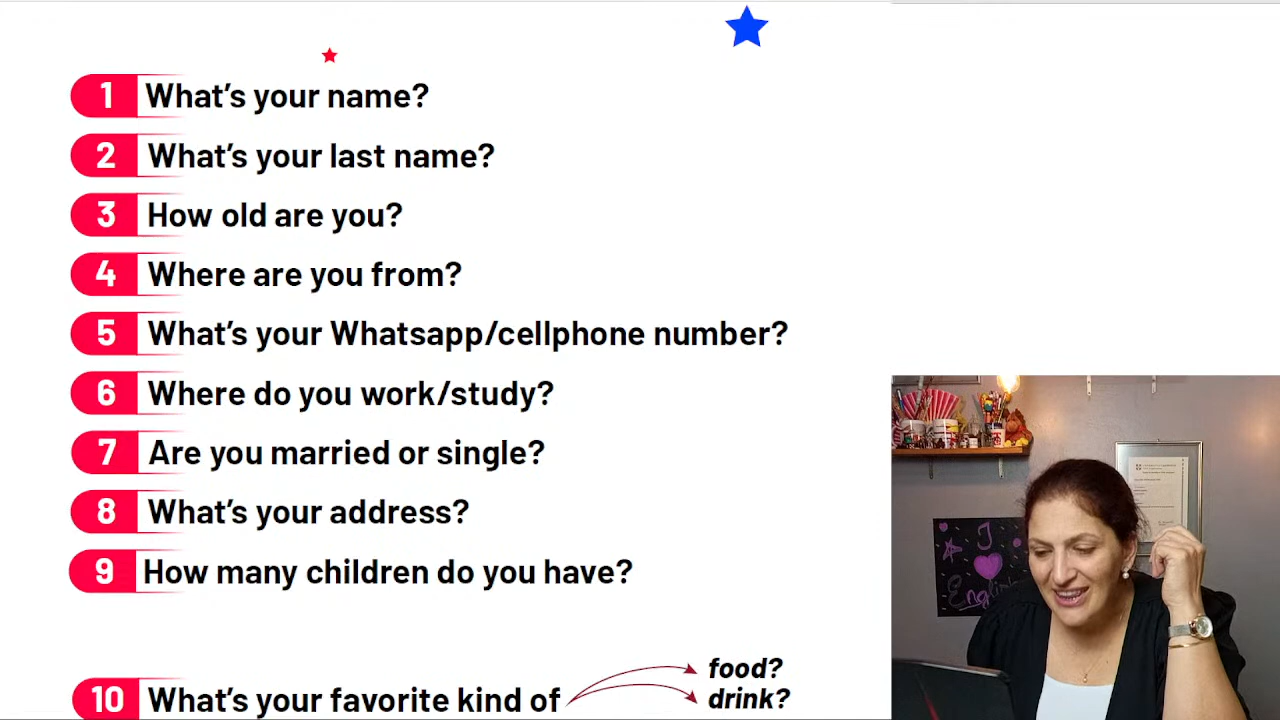 1 What's your name?
2 What's your last name?
3 How old are you?
4 Where are you from?
5 What's your Whatsapp/cellphone number?
6 Where do you work/study?
7 Are you married or single?
8 What's your address?
9 How many children do you have?
10 What's your favorite kind of
food?
drink?
I
English